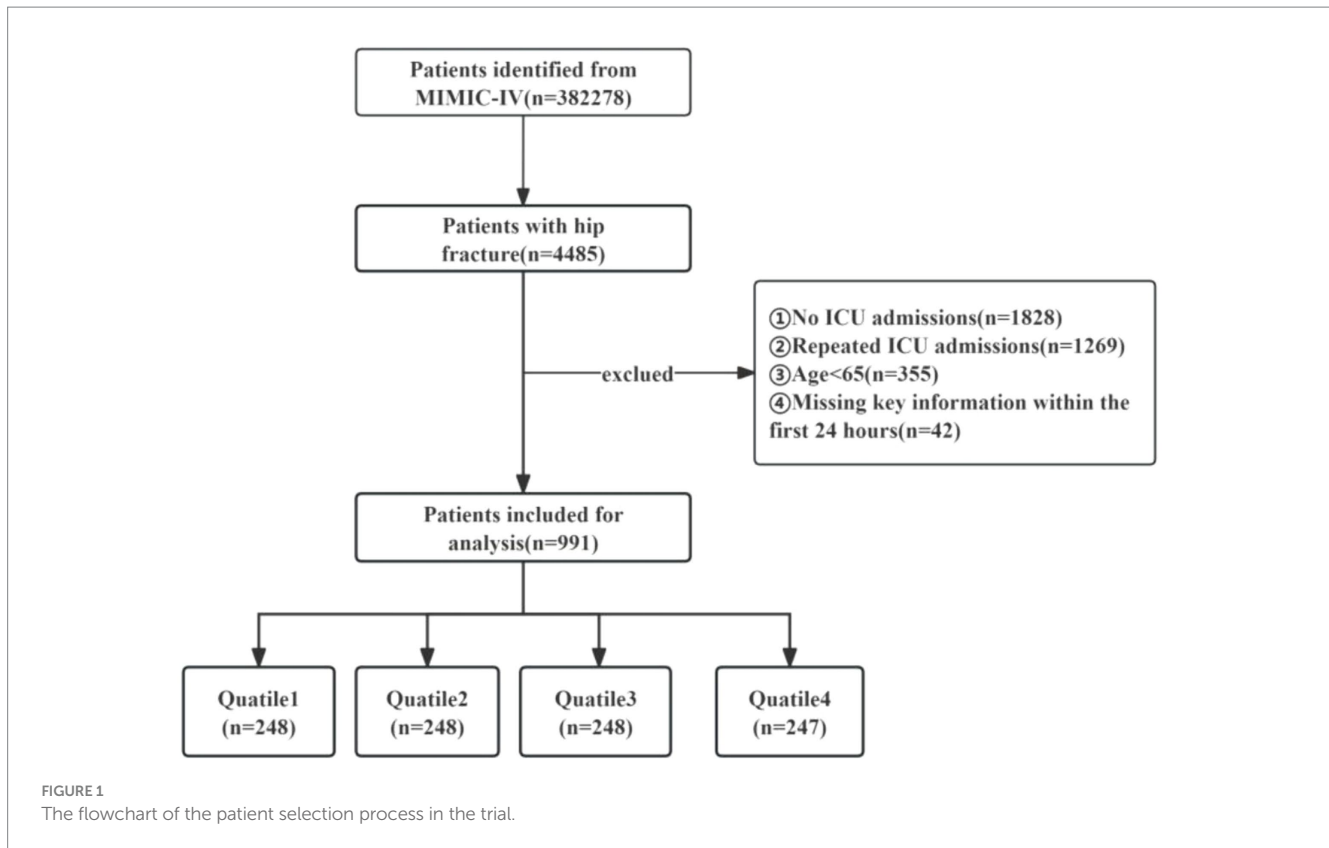 Patients identified from
MIMIC-IV(n=382278)
Patients with hip
fracture(n=4485)
①No ICU admissions(n=1828)
②Repeated ICU admissions(n=1269)
③Age<65(n=355)
④Missing key information within the
first 24 hours(n=42)
exclued
Patients included for
analysis(n=991)
Quatile1
(n=248)
Quatile2
(n=248)
Quatile3
(n=248)
Quatile4
(n=247)
FIGURE 1
The flowchart of the patient selection process in the trial.